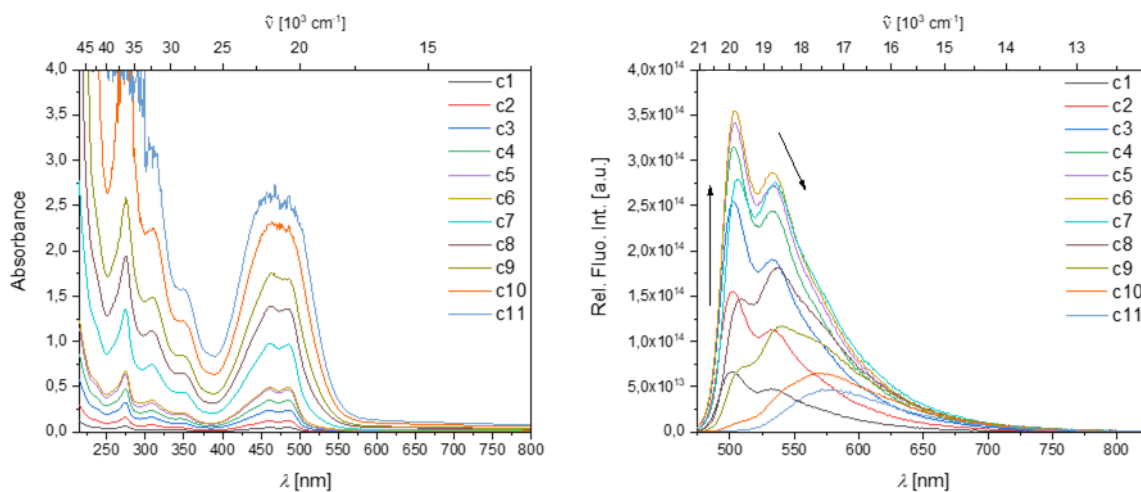 ṽ [10³ cm⁻¹]
45 40 35 30 25 20 15
4,0
3,5
3,0
2,5
2,0
1,5
1,0
0,5
0,0
Absorbance
c1
c2
c3
c4
c5
c6
c7
c8
c9
c10
c11
250 300 350 400 450 500 550 600 650 700 750 800
λ [nm]
ṽ [10³ cm⁻¹]
21 20 19 18 17 16 15 14 13
4,0x10¹⁴
3,5x10¹⁴
3,0x10¹⁴
2,5x10¹⁴
2,0x10¹⁴
1,5x10¹⁴
1,0x10¹⁴
5,0x10¹³
0,0
Rel. Fluo. Int. [a.u.]
c1
c2
c3
c4
c5
c6
c7
c8
c9
c10
c11
500 550 600 650 700 750 800
λ [nm]